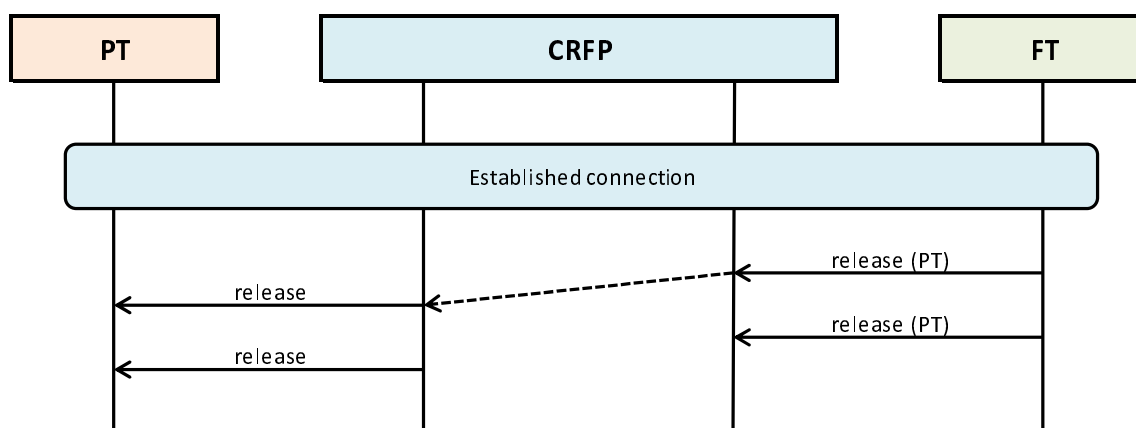 PT
CRFP
FT
Established connection
release (PT)
release
release (PT)
release